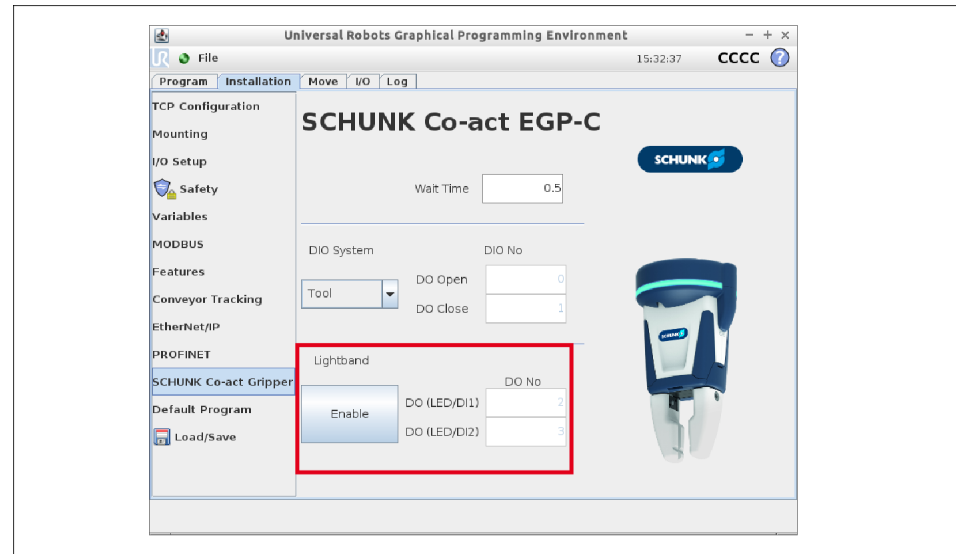 Universal Robots Graphical Programming Environment
File
15:32:37
CCCC
?
Program Installation Move I/O Log
TCP Configuration
Mounting
I/O Setup
Safety
Variables
MODBUS
Features
Conveyor Tracking
EtherNet/IP
PROFINET
SCHUNK Co-act Gripper
Default Program
Load/Save
SCHUNK Co-act EGP-C
SCHUNK
Wait Time 0.5
DIO System DIO No
Tool
DO Open 0
DO Close 1
Lightband
DO No
Enable
DO (LED/DI1) 2
DO (LED/DI2) 3
SCHUNK